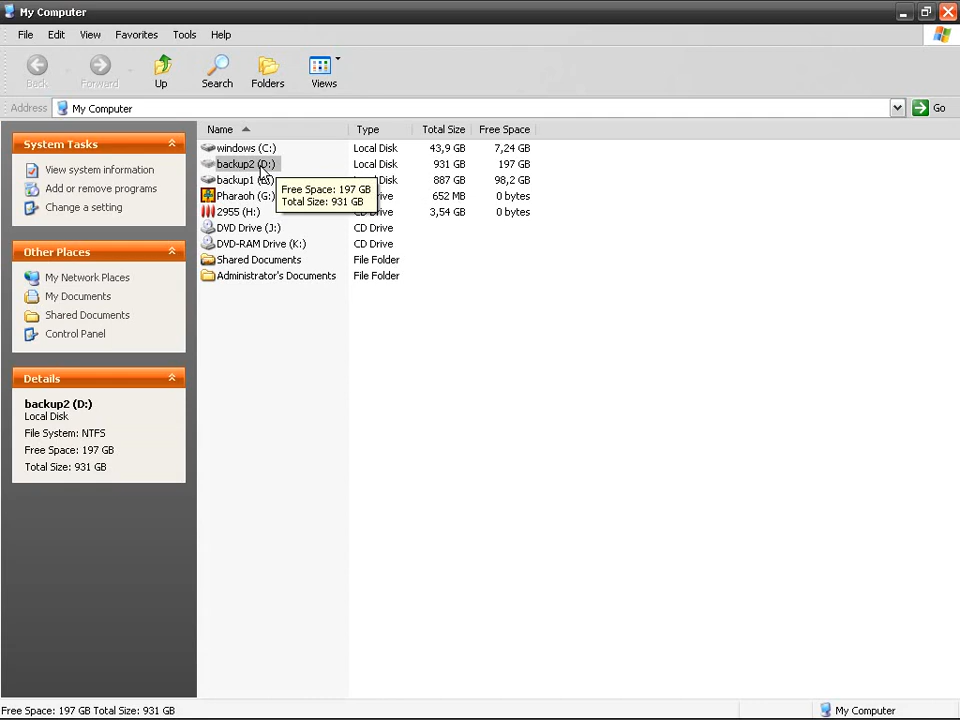 My Computer
File Edit View Favorites Tools Help
Back Forward Up Search Folders Views
Address My Computer Go
System Tasks
View system information
Add or remove programs
Change a setting
Other Places
My Network Places
My Documents
Shared Documents
Control Panel
Details
backup2 (D:)
Local Disk
File System: NTFS
Free Space: 197 GB
Total Size: 931 GB
Name Type Total Size Free Space
windows (C:) Local Disk 43,9 GB 7,24 GB
backup2 (D:) Local Disk 931 GB 197 GB
backup1 Disk 887 GB 98,2 GB
Pharaoh (G:) Drive 652 MB 0 bytes
2955 (H:) CD Drive 3,54 GB 0 bytes
DVD Drive (J:) CD Drive
DVD-RAM Drive (K:) CD Drive
Shared Documents File Folder
Administrator's Documents File Folder
Free Space: 197 GB
Total Size: 931 GB
Free Space: 197 GB Total Size: 931 GB My Computer